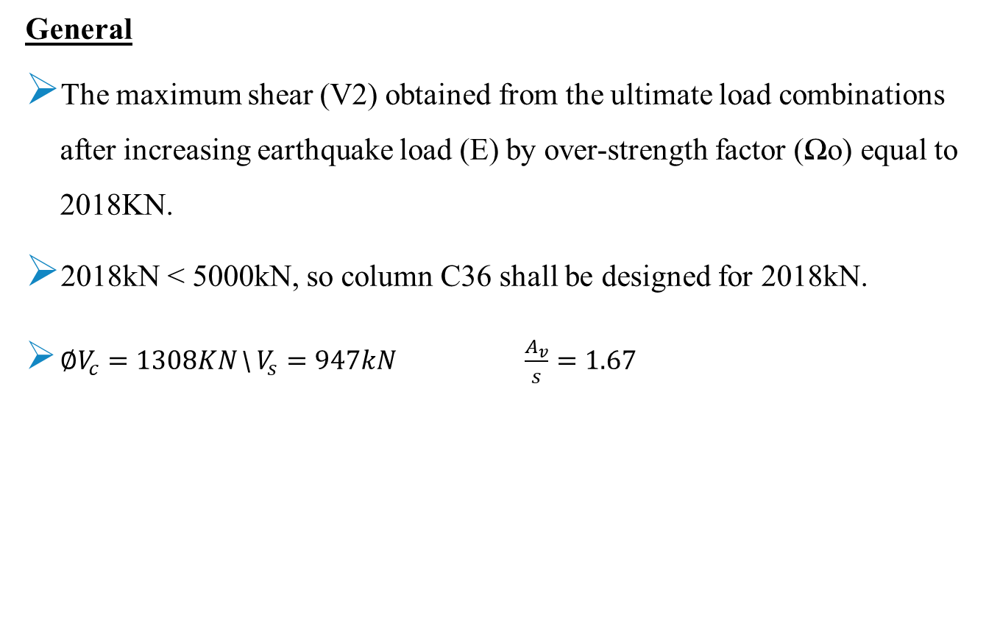 General
The maximum shear (V2) obtained from the ultimate load combinations
after increasing earthquake load (E) by over-strength factor (Ωo) equal to
2018KN.
2018kN < 5000kN, so column C36 shall be designed for 2018kN.
∅V_c = 1308KN\V_s = 947kN A_v/s = 1.67